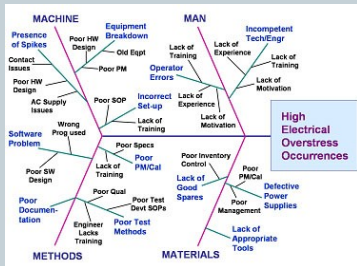 MACHINE
MAN
Presence
of Spikes
Equipment
Breakdown
Poor HW
Design
Old Eqpt
Poor PM
Contact
Issues
Poor HW
Design
AC Supply
Issues
Poor SOP
Incorrect
Set-up
Lack of
Training
Lack of
Training
Operator
Errors
Lack of
Experience
Lack of
Motivation
Lack of
Experience
Incompetent
Tech/Engr
Lack of
Training
Lack of
Motivation
High
Electrical
Overstress
Occurrences
Software
Problem
Wrong
Prog used
Poor SW
Design
Poor Specs
Lack of
Training
Poor
PM/Cal
Poor
Documen-
tation
Poor Qual
Engineer
Lacks
Training
Poor Test
Devt SOPs
Poor Test
Methods
Poor Inventory
Control
Lack of
Good
Spares
Poor
PM/Cal
Poor
Management
Defective
Power
Supplies
Lack of
Appropriate
Tools
METHODS
MATERIALS